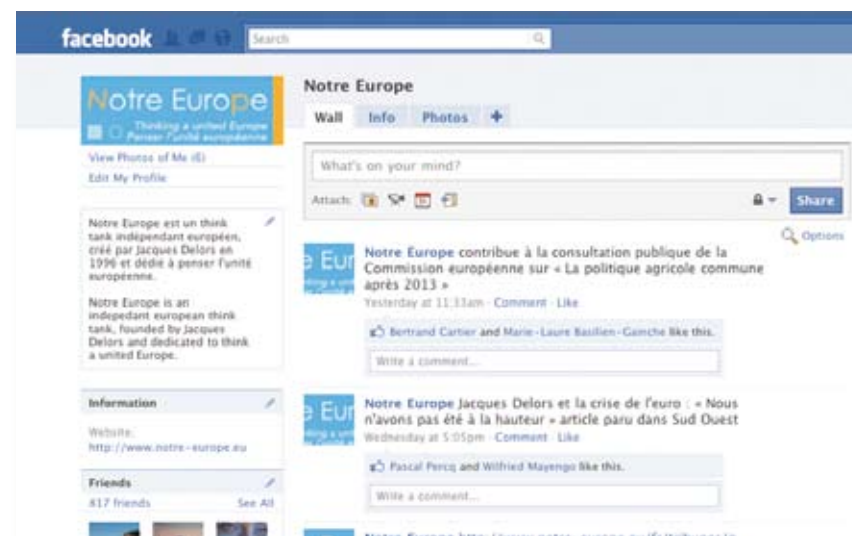 facebook
Search
Notre Europe
Thinking a united Europe
Penser l'unité européenne
View Photos of Me (6)
Edit My Profile
Notre Europe est un think
tank indépendant européen,
créé par Jacques Delors en
1996 et dédié à penser l'unité
européenne.
Notre Europe is an
indepedant european think
tank, founded by Jacques
Delors and dedicated to think
a united Europe.
Information
Website:
http://www.notre-europe.eu
Friends
817 friends See All
Notre Europe
Wall Info Photos +
What's on your mind?
Attach: Share
Options
Notre Europe contribue à la consultation publique de la
Commission européenne sur « La politique agricole commune
après 2013 »
Yesterday at 11:33am · Comment · Like
Bertrand Cartier and Marie-Laure Basilien-Gainche like this.
Write a comment...
Notre Europe Jacques Delors et la crise de l'euro : « Nous
n'avons pas été à la hauteur » article paru dans Sud Ouest
Wednesday at 5:05pm · Comment · Like
Pascal Percq and Wilfried Mayengo like this.
Write a comment...